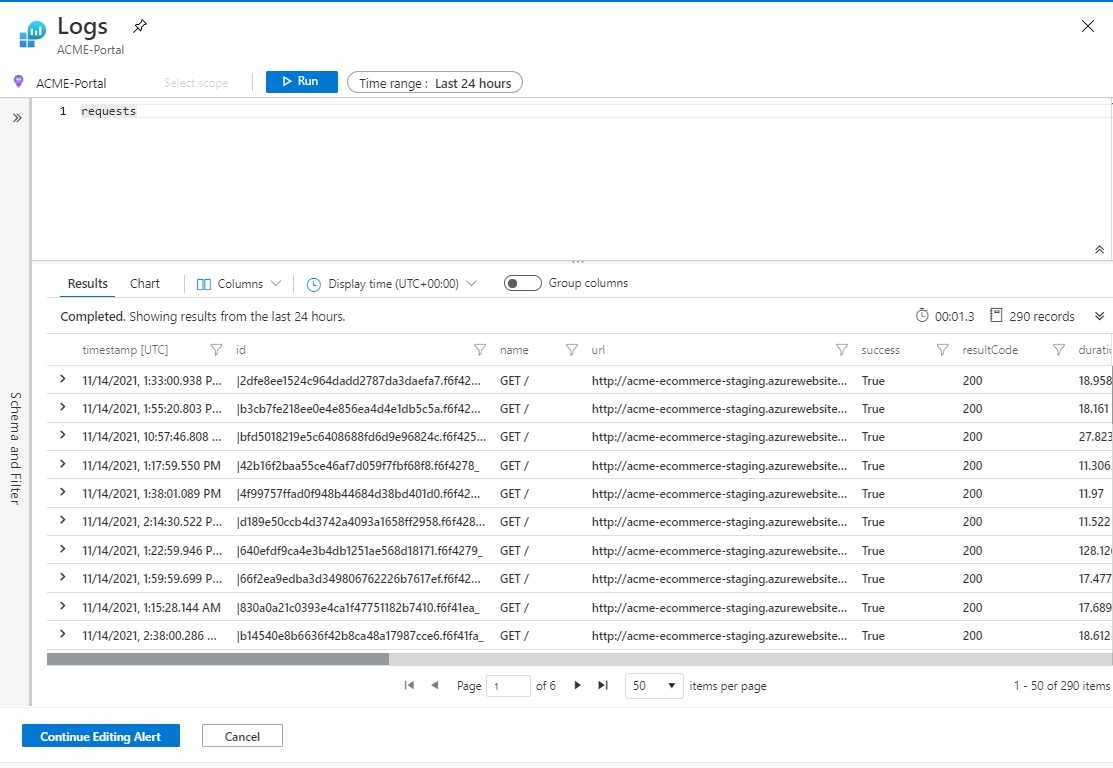 Logs
ACME-Portal
ACME-Portal Select scope Run Time range : Last 24 hours
1 requests
Results Chart Columns Display time (UTC+00:00) Group columns
Completed. Showing results from the last 24 hours. 00:01.3 290 records
timestamp [UTC] id name url success resultCode duratic
11/14/2021, 1:33:00.938 P... |2dfe8ee1524c964dadd2787da3daefa7.f6f42... GET / http://acme-ecommerce-staging.azurewebsite... True 200 18.958
11/14/2021, 1:55:20.803 P... |b3cb7fe218ee0e4e856ea4d4e1db5c5a.f6f42... GET / http://acme-ecommerce-staging.azurewebsite... True 200 18.161
11/14/2021, 10:57:46.808 ... |bfd5018219e5c6408688fd6d9e96824c.f6f425... GET / http://acme-ecommerce-staging.azurewebsite... True 200 27.823
11/14/2021, 1:17:59.550 PM |42b16f2baa55ce46af7d059f7fbf68f8.f6f4278_ GET / http://acme-ecommerce-staging.azurewebsite... True 200 11.306
11/14/2021, 1:38:01.089 PM |4f99757ffad0f948b44684d38bd401d0.f6f42... GET / http://acme-ecommerce-staging.azurewebsite... True 200 11.97
11/14/2021, 2:14:30.522 P... |d189e50ccb4d3742a4093a1658ff2958.f6f428... GET / http://acme-ecommerce-staging.azurewebsite... True 200 11.522
11/14/2021, 1:22:59.946 P... |640efdf9ca4e3b4db1251ae568d18171.f6f4279_ GET / http://acme-ecommerce-staging.azurewebsite... True 200 128.126
11/14/2021, 1:59:59.699 P... |66f2ea9edba3d349806762226b7617ef.f6f42... GET / http://acme-ecommerce-staging.azurewebsite... True 200 17.477
11/14/2021, 1:15:28.144 AM |830a0a21c0393e4ca1f47751182b7410.f6f41ea_ GET / http://acme-ecommerce-staging.azurewebsite... True 200 17.689
11/14/2021, 2:38:00.286 ... |b14540e8b6636f42b8ca48a17987cce6.f6f41fa_ GET / http://acme-ecommerce-staging.azurewebsite... True 200 18.612
Schema and Filter
Page 1 of 6 50 items per page 1 - 50 of 290 items
Continue Editing Alert Cancel